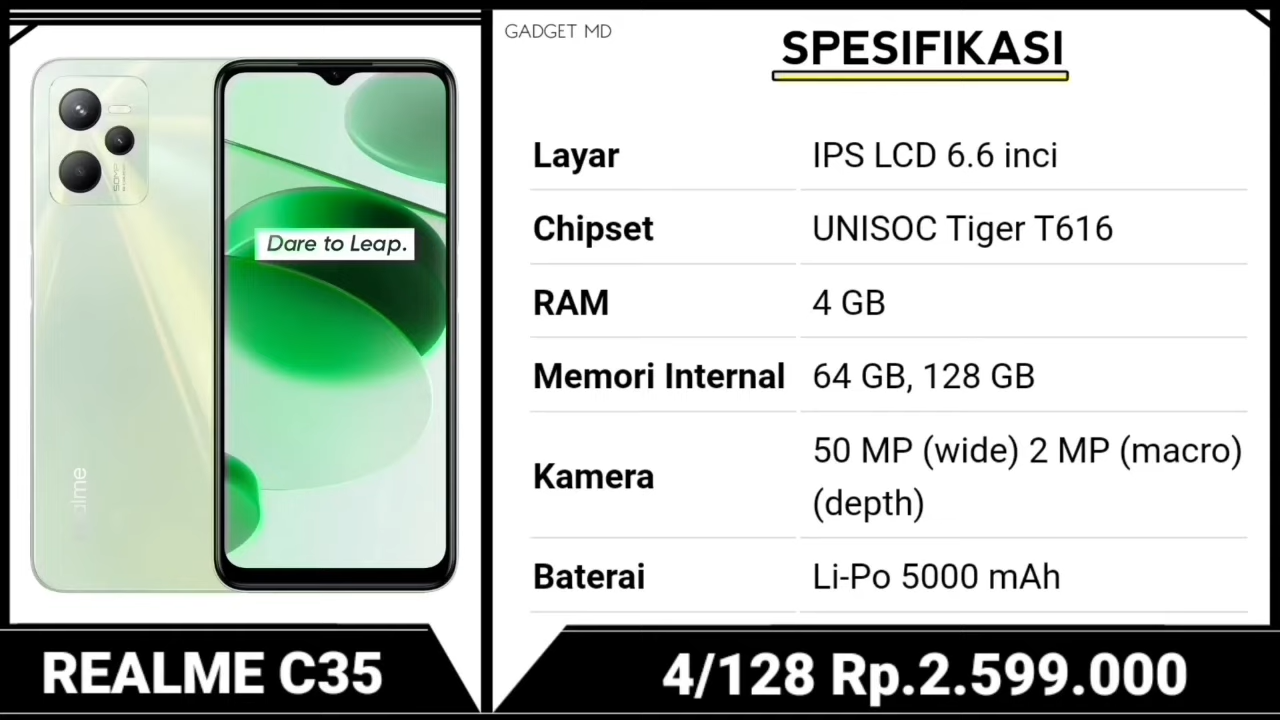 GADGET MD
SPESIFIKASI
Dare to Leap.
realme
Layar IPS LCD 6.6 inci
Chipset UNISOC Tiger T616
RAM 4 GB
Memori Internal 64 GB, 128 GB
Kamera 50 MP (wide) 2 MP (macro)
(depth)
Baterai Li-Po 5000 mAh
REALME C35
4/128 Rp.2.599.000